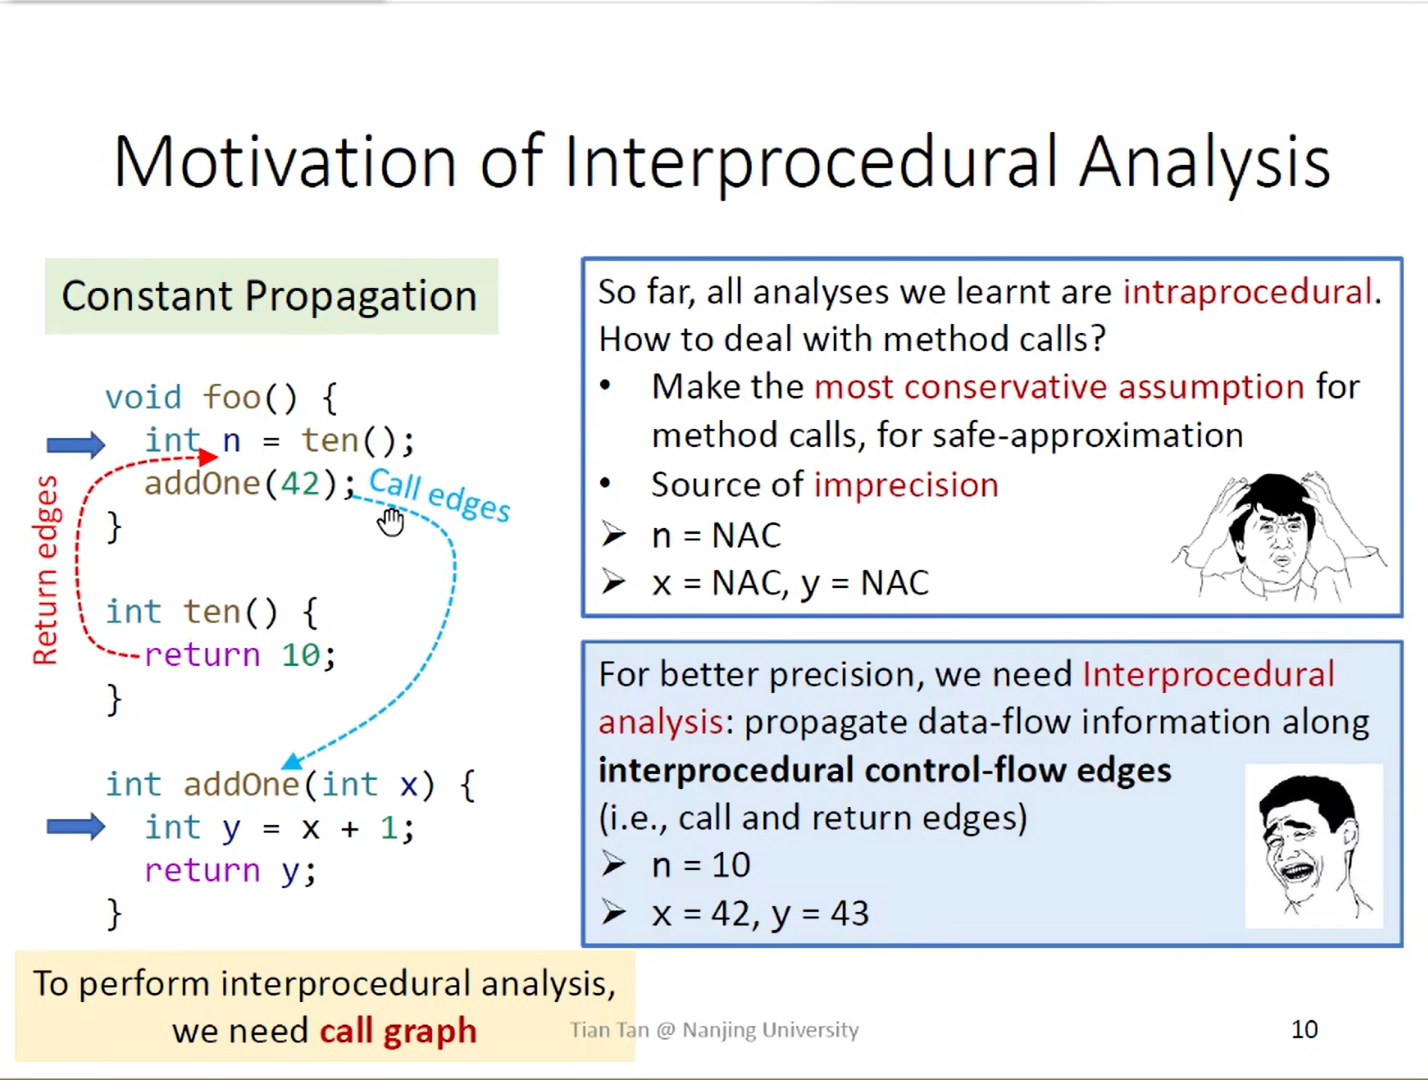 Motivation of Interprocedural Analysis
Constant Propagation
void foo() {
int n = ten();
addOne(42);
}
int ten() {
return 10;
}
int addOne(int x) {
int y = x + 1;
return y;
}
Return edges
Call edges
To perform interprocedural analysis,
we need call graph
So far, all analyses we learnt are intraprocedural.
How to deal with method calls?
• Make the most conservative assumption for
method calls, for safe-approximation
• Source of imprecision
➢ n = NAC
➢ x = NAC, y = NAC
For better precision, we need Interprocedural
analysis: propagate data-flow information along
interprocedural control-flow edges
(i.e., call and return edges)
➢ n = 10
➢ x = 42, y = 43
Tian Tan @ Nanjing University
10